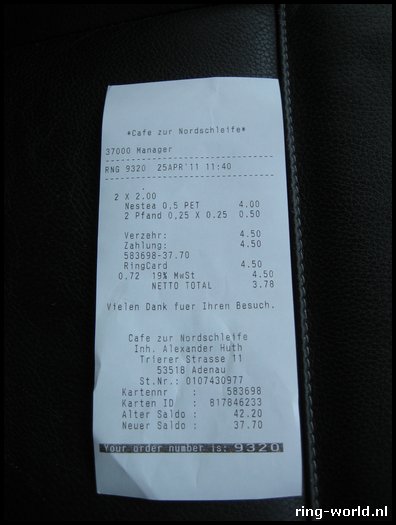 *Cafe zur Nordschleife*
37000 Manager
RNG 9320 25APR'11 11:40
2 X 2.00
Nestea 0,5 PET 4.00
2 Pfand 0,25 X 0.25 0.50
Verzehr: 4.50
Zahlung: 4.50
583698-37.70
RingCard 4.50
0.72 19% MwSt 4.50
NETTO TOTAL 3.78
Vielen Dank fuer Ihren Besuch.
Cafe zur Nordschleife
Inh. Alexander Huth
Trierer Strasse 11
53518 Adenau
St.Nr.: 0107430977
Kartennr : 583698
Karten ID : 817846233
Alter Saldo : 42.20
Neuer Saldo : 37.70
Your order number is: 9320
ring-world.nl